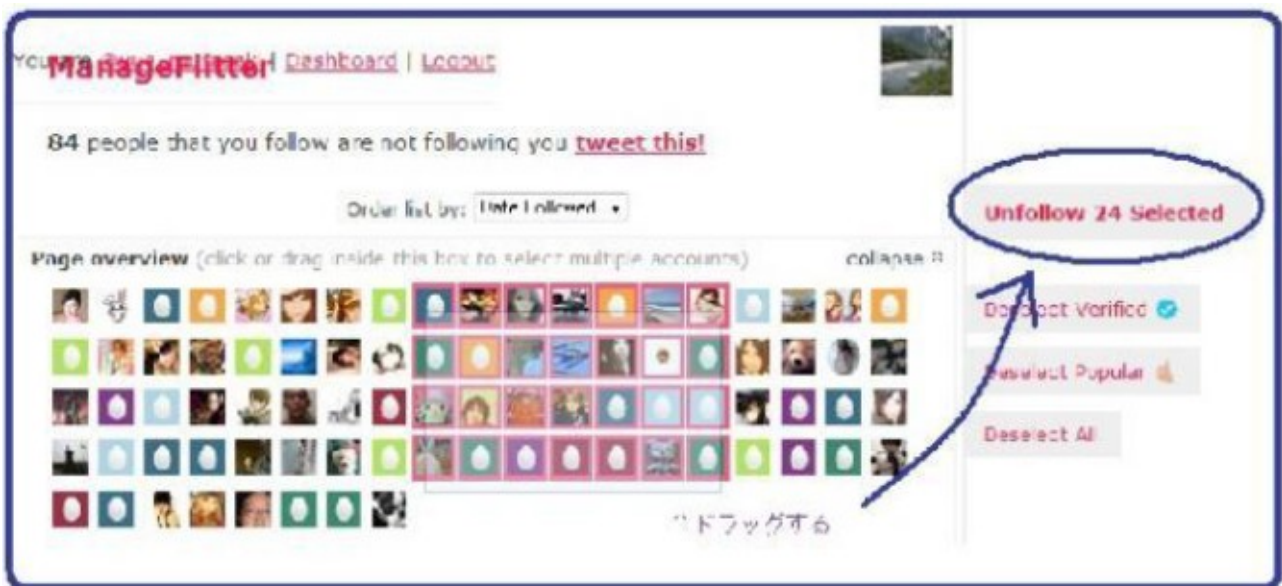 ManageFlitter
You are | Dashboard | Logout
84 people that you follow are not following you tweet this!
Order list by: Date Followed
Page overview (click or drag inside this box to select multiple accounts)
collapse
Unfollow 24 Selected
Deselect Verified
Deselect Popular
Deselect All
ドラッグする